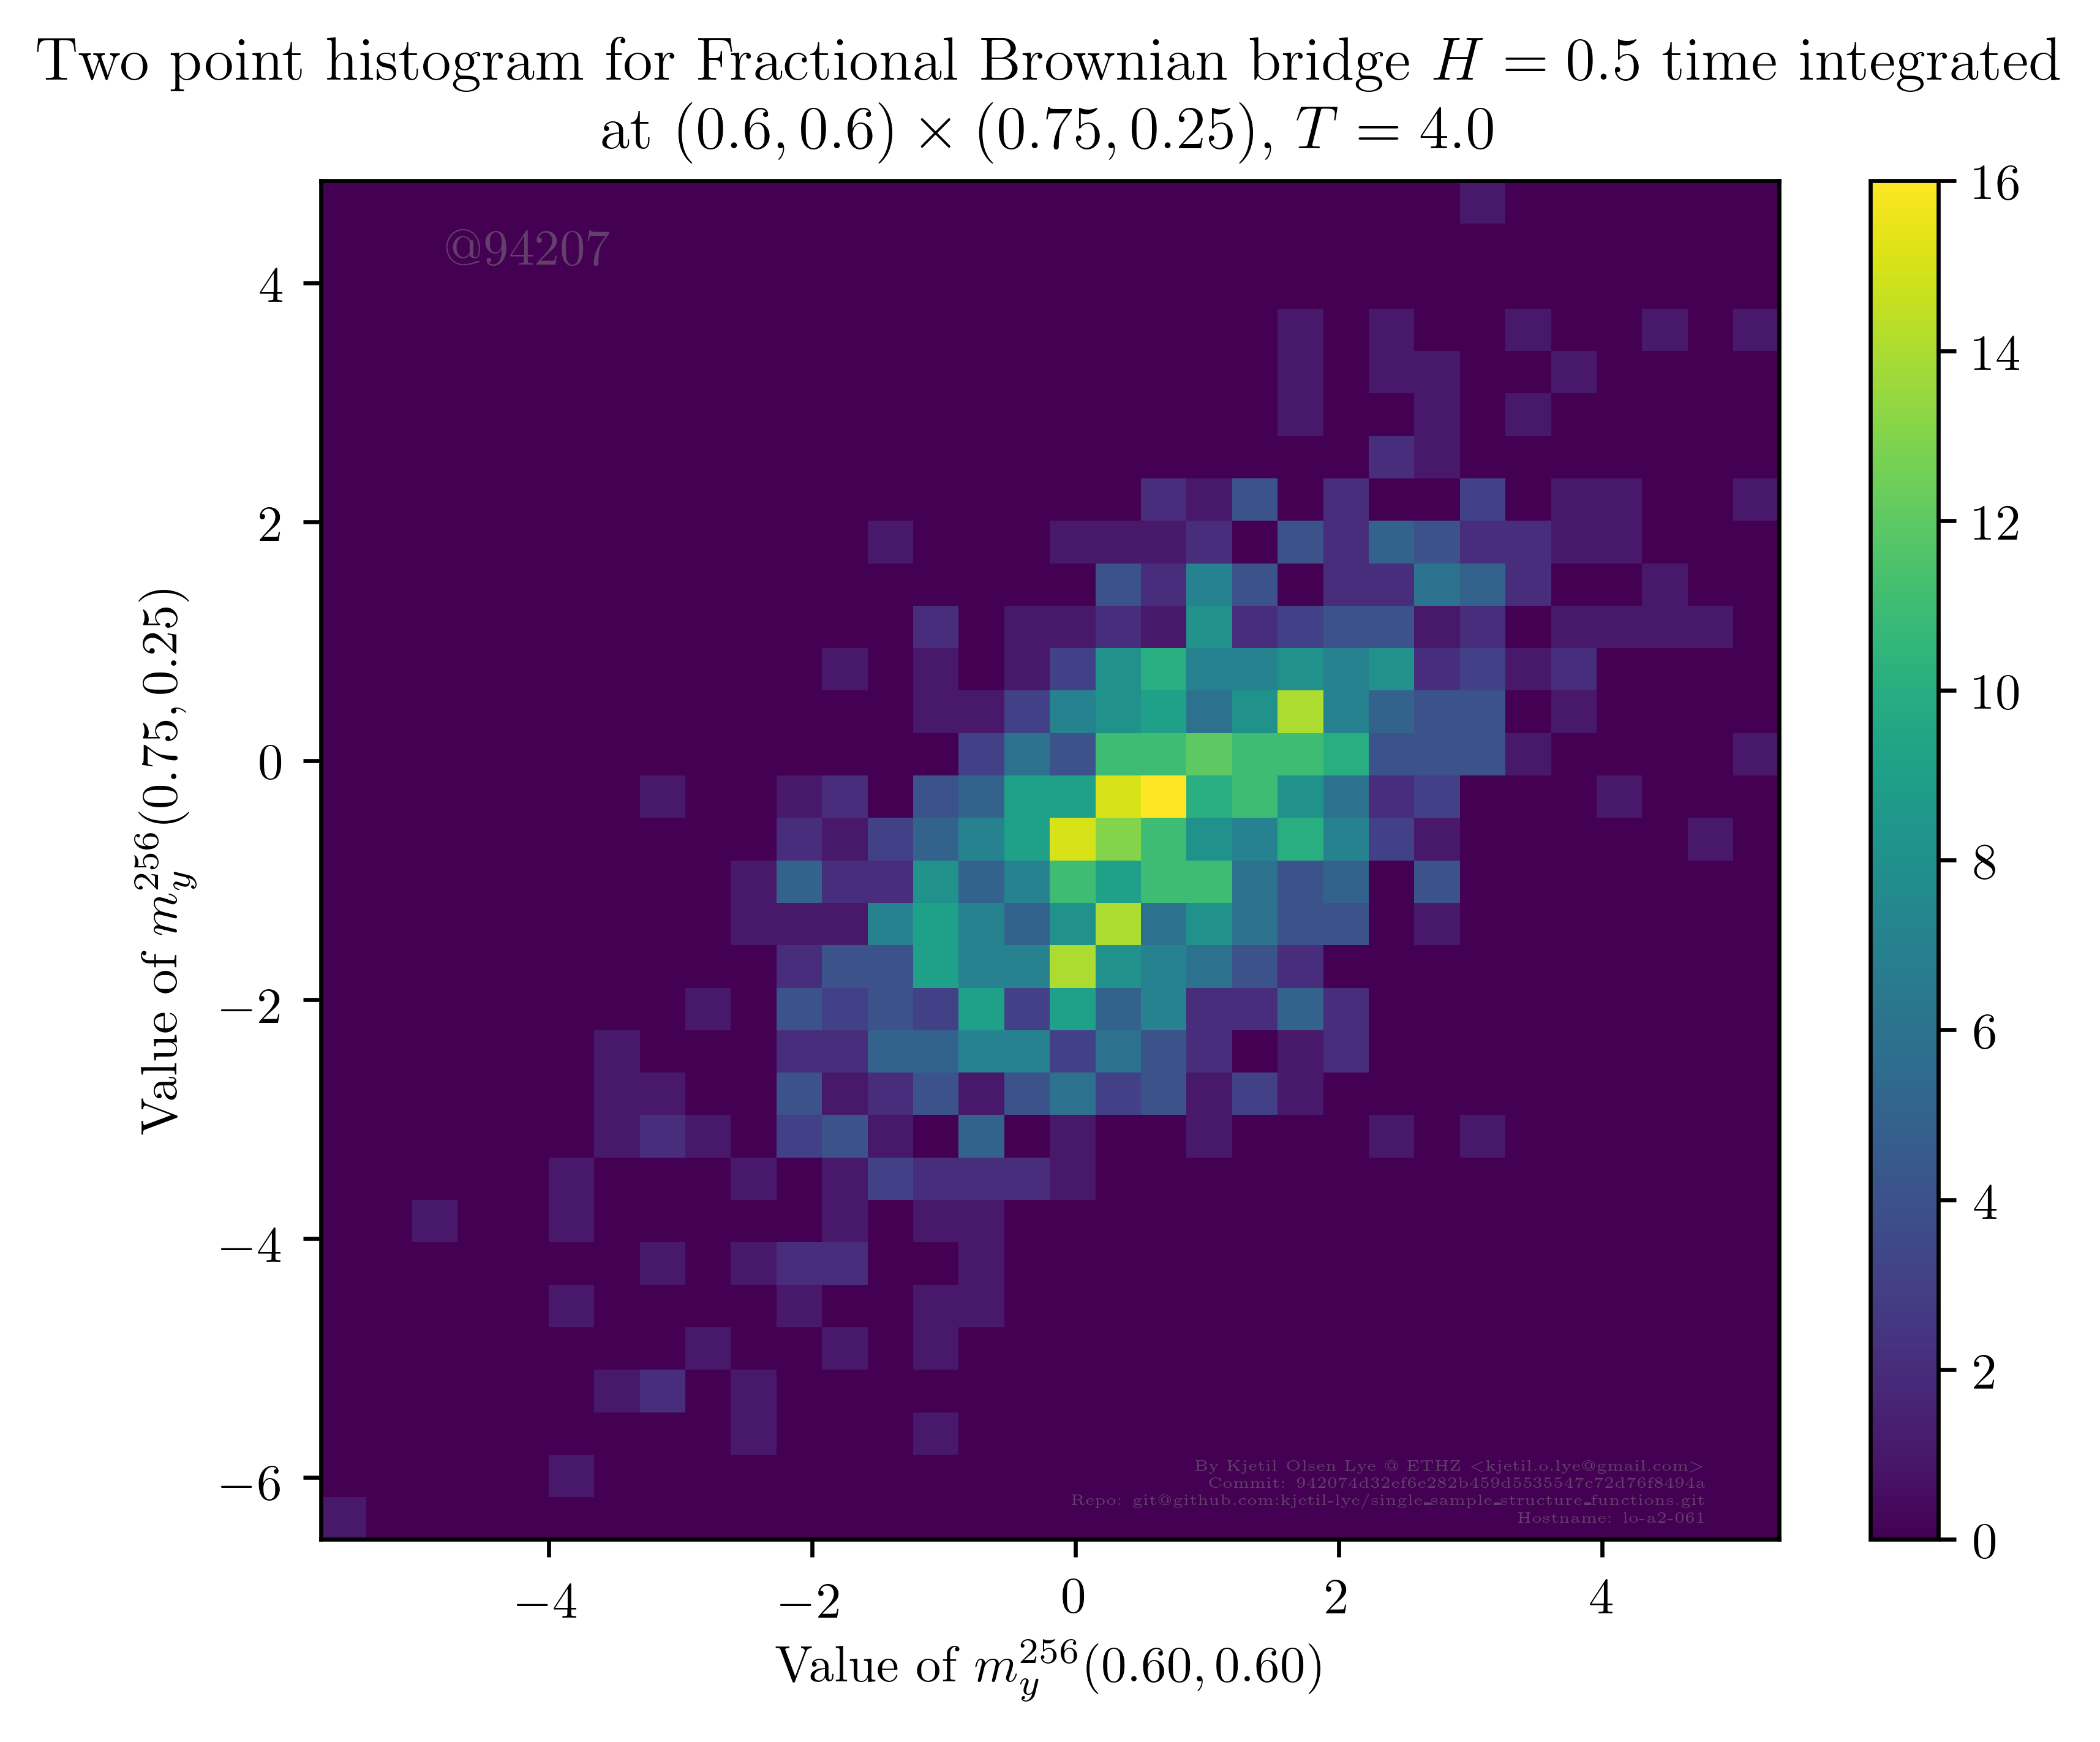 Two point histogram for Fractional Brownian bridge H = 0.5 time integrated
at (0.6, 0.6) × (0.75, 0.25), T = 4.0
@94207
Value of m_y^{256}(0.75, 0.25)
4
2
0
−2
−4
−6
−4
−2
0
2
4
Value of m_y^{256}(0.60, 0.60)
16
14
12
10
8
6
4
2
0
By Kjetil Olsen Lye @ ETHZ <kjetil.o.lye@gmail.com>
Commit: 942074d32ef6e282b459d5535547c72d76f8494a
Repo: git@github.com:kjetil-lye/single_sample_structure_functions.git
Hostname: lo-a2-061